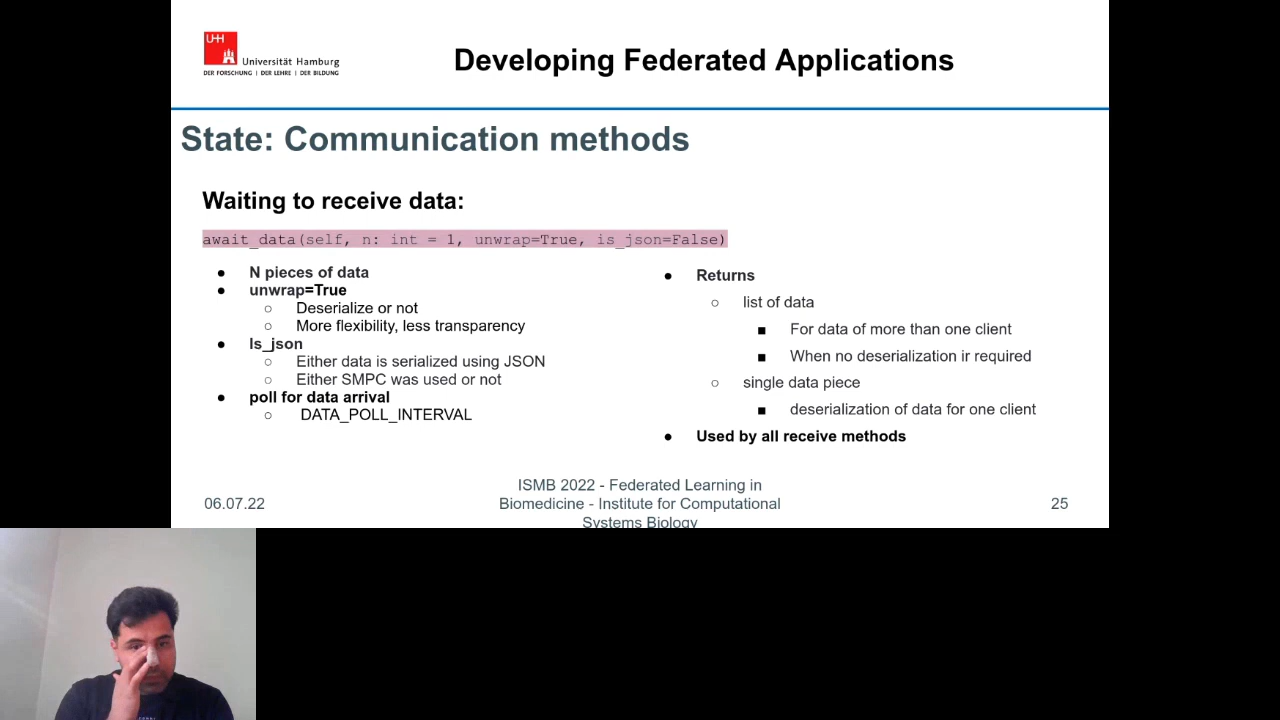 UHH
Universität Hamburg
DER FORSCHUNG | DER LEHRE | DER BILDUNG
Developing Federated Applications
State: Communication methods
Waiting to receive data:
await_data(self, n: int = 1, unwrap=True, is_json=False)
● N pieces of data
● unwrap=True
○ Deserialize or not
○ More flexibility, less transparency
● Is_json
○ Either data is serialized using JSON
○ Either SMPC was used or not
● poll for data arrival
○ DATA_POLL_INTERVAL
● Returns
○ list of data
■ For data of more than one client
■ When no deserialization ir required
○ single data piece
■ deserialization of data for one client
● Used by all receive methods
06.07.22
ISMB 2022 - Federated Learning in
Biomedicine - Institute for Computational
Systems Biology
25